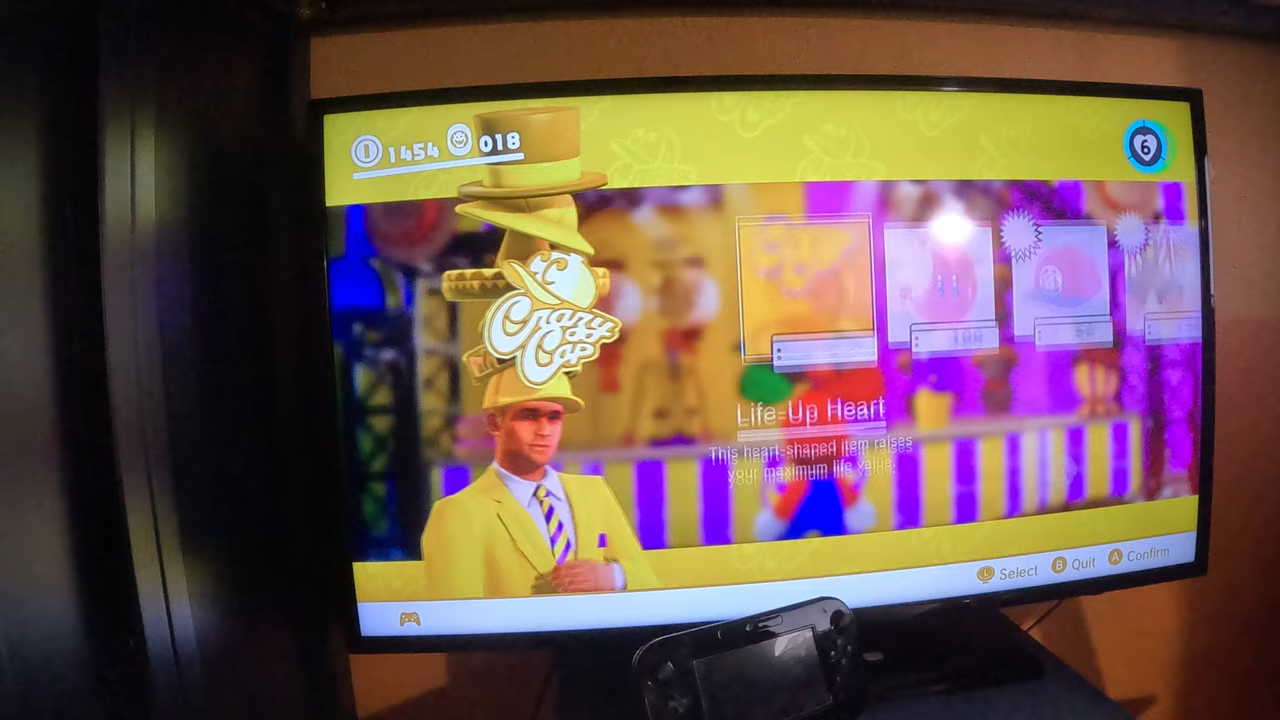 1454 018
6
Crazy
Cap
Life-Up Heart
This heart-shaped item raises
your maximum life value.
L Select B Quit A Confirm